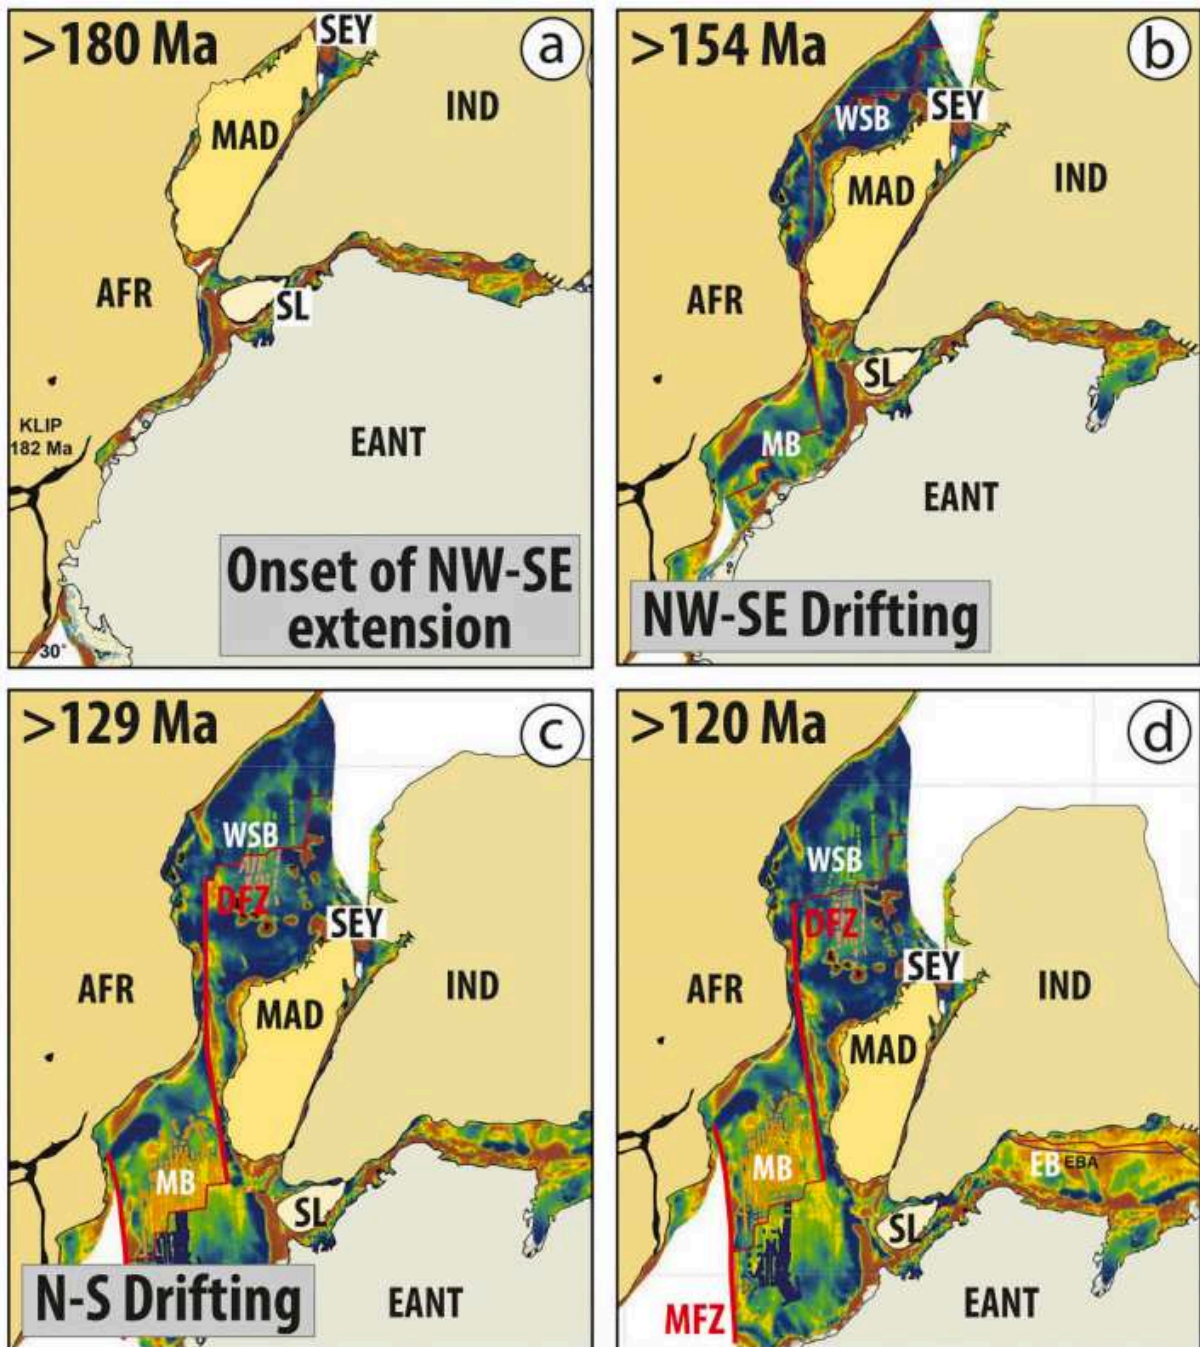 >180 Ma
SEY
a
IND
MAD
AFR
SL
KLIP
182 Ma
EANT
Onset of NW-SE
extension
30°
>154 Ma
b
WSB
SEY
MAD
IND
AFR
SL
MB
EANT
NW-SE Drifting
>129 Ma
c
WSB
DFZ
SEY
AFR
IND
MAD
MB
SL
N-S Drifting
EANT
>120 Ma
d
WSB
DFZ
SEY
AFR
IND
MAD
MB
EB
EBA
SL
EANT
MFZ